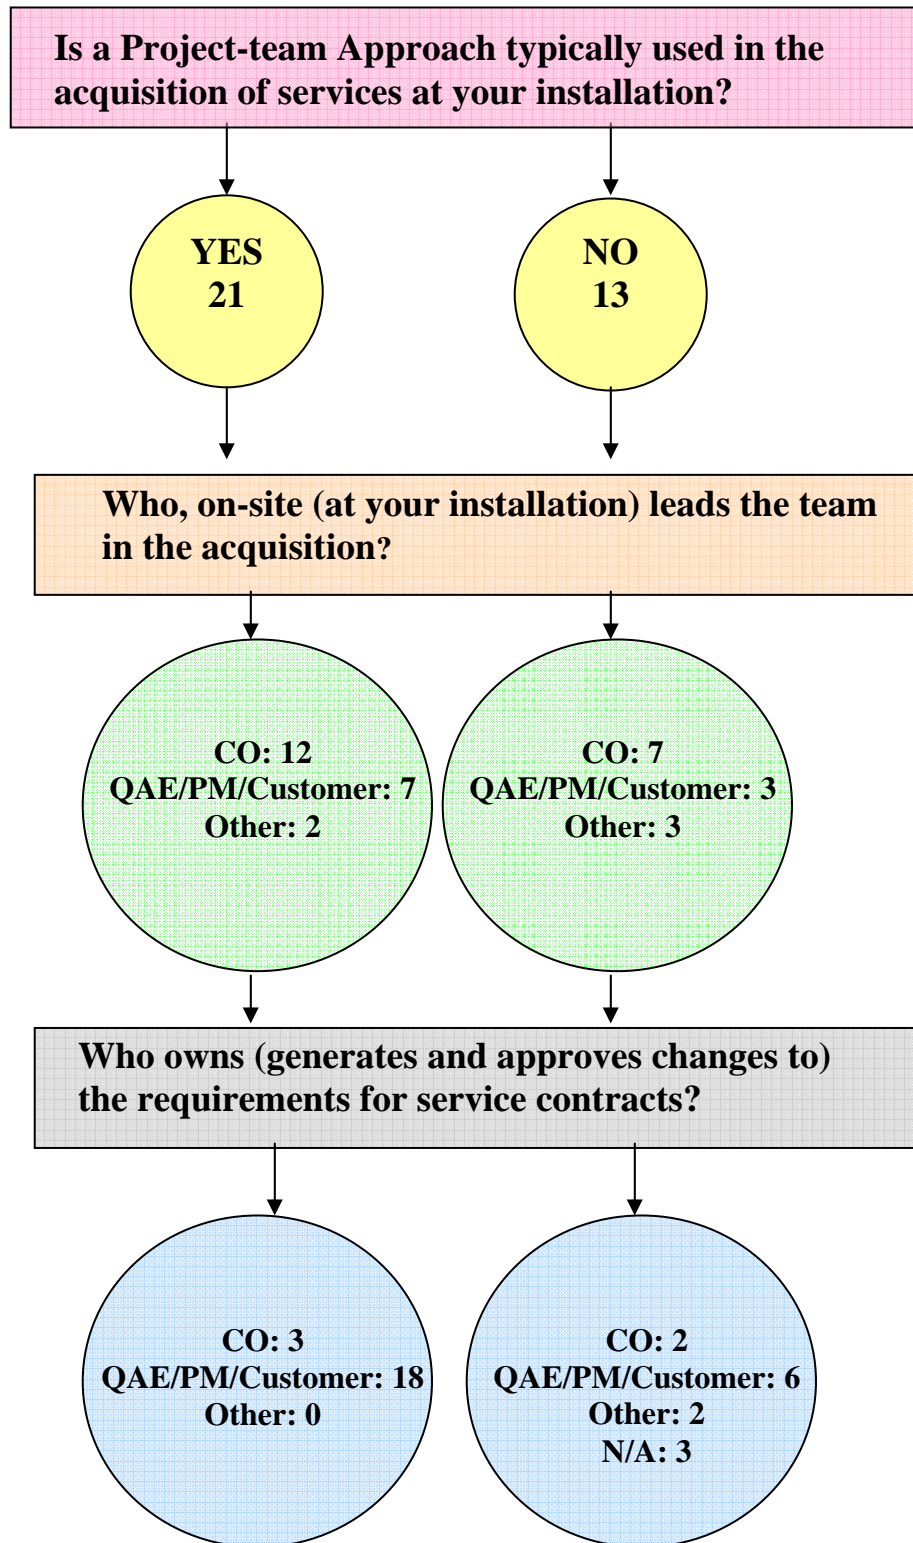 Is a Project-team Approach typically used in the
acquisition of services at your installation?
YES
21
NO
13
Who, on-site (at your installation) leads the team
in the acquisition?
CO: 12
QAE/PM/Customer: 7
Other: 2
CO: 7
QAE/PM/Customer: 3
Other: 3
Who owns (generates and approves changes to)
the requirements for service contracts?
CO: 3
QAE/PM/Customer: 18
Other: 0
CO: 2
QAE/PM/Customer: 6
Other: 2
N/A: 3